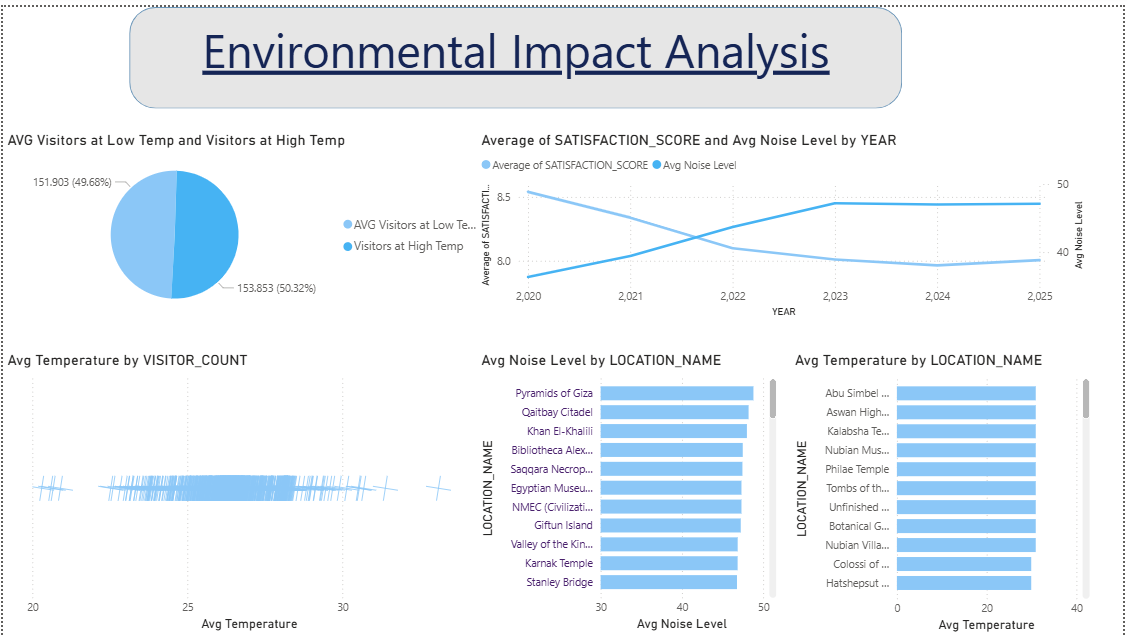 Environmental Impact Analysis
AVG Visitors at Low Temp and Visitors at High Temp
151.903 (49.68%)
153.853 (50.32%)
AVG Visitors at Low Te...
Visitors at High Temp
Average of SATISFACTION_SCORE and Avg Noise Level by YEAR
Average of SATISFACTION_SCORE
Avg Noise Level
Average of SATISFACTI...
8.5
8.0
50
40
Avg Noise Level
2,020
2,021
2,022
2,023
2,024
2,025
YEAR
Avg Temperature by VISITOR_COUNT
20
25
30
Avg Temperature
Avg Noise Level by LOCATION_NAME
LOCATION_NAME
Pyramids of Giza
Qaitbay Citadel
Khan El-Khalili
Bibliotheca Alex...
Saqqara Necrop...
Egyptian Museu...
NMEC (Civilizati...
Giftun Island
Valley of the Kin...
Karnak Temple
Stanley Bridge
30
40
50
Avg Noise Level
Avg Temperature by LOCATION_NAME
LOCATION_NAME
Abu Simbel ...
Aswan High...
Kalabsha Te...
Nubian Mus...
Philae Temple
Tombs of th...
Unfinished ...
Botanical G...
Nubian Villa...
Colossi of ...
Hatshepsut ...
0
20
40
Avg Temperature